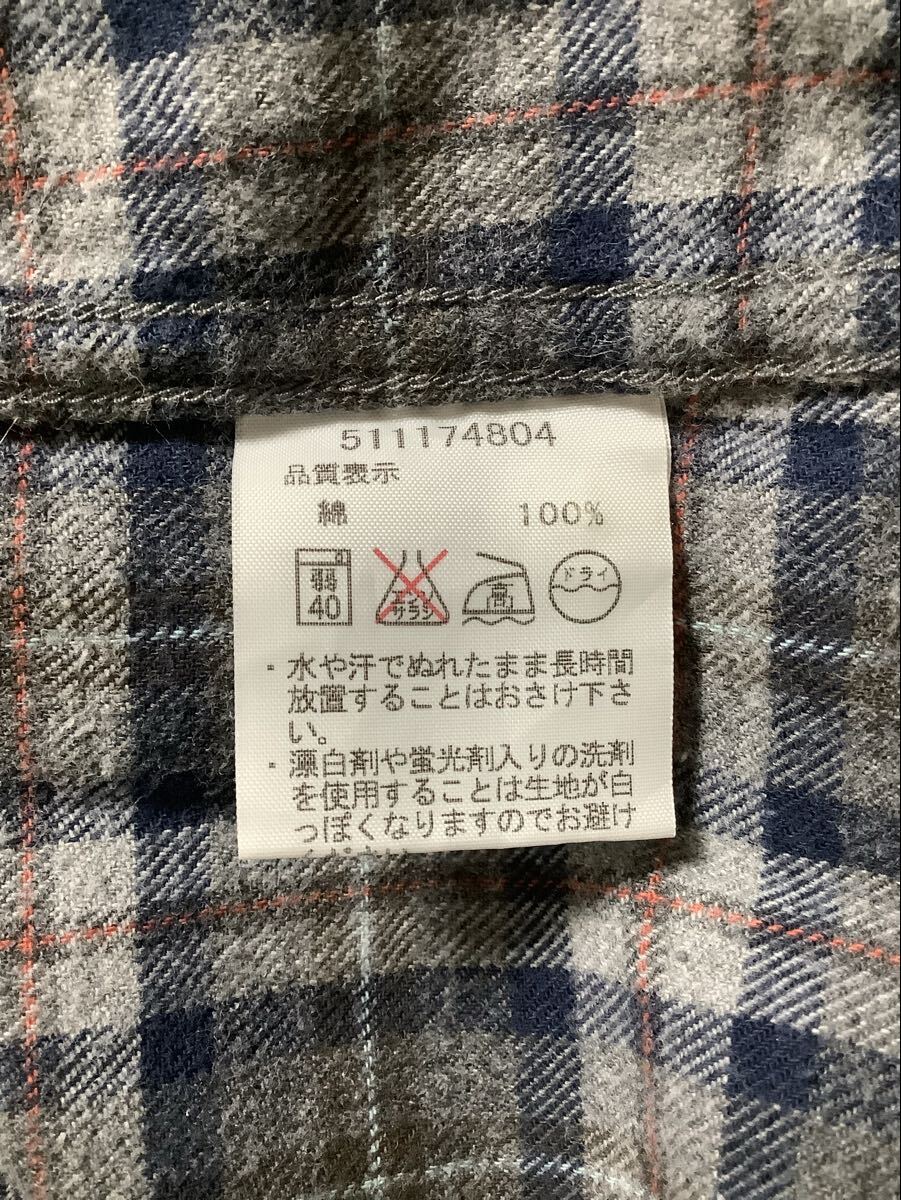 511174804
品質表示
綿 100%
弱 40 エンソ サラシ 高 ドライ
・水や汗でぬれたまま長時間
放置することはおさけ下さ
い。
・漂白剤や蛍光剤入りの洗剤
を使用することは生地が白
っぽくなりますのでお避け